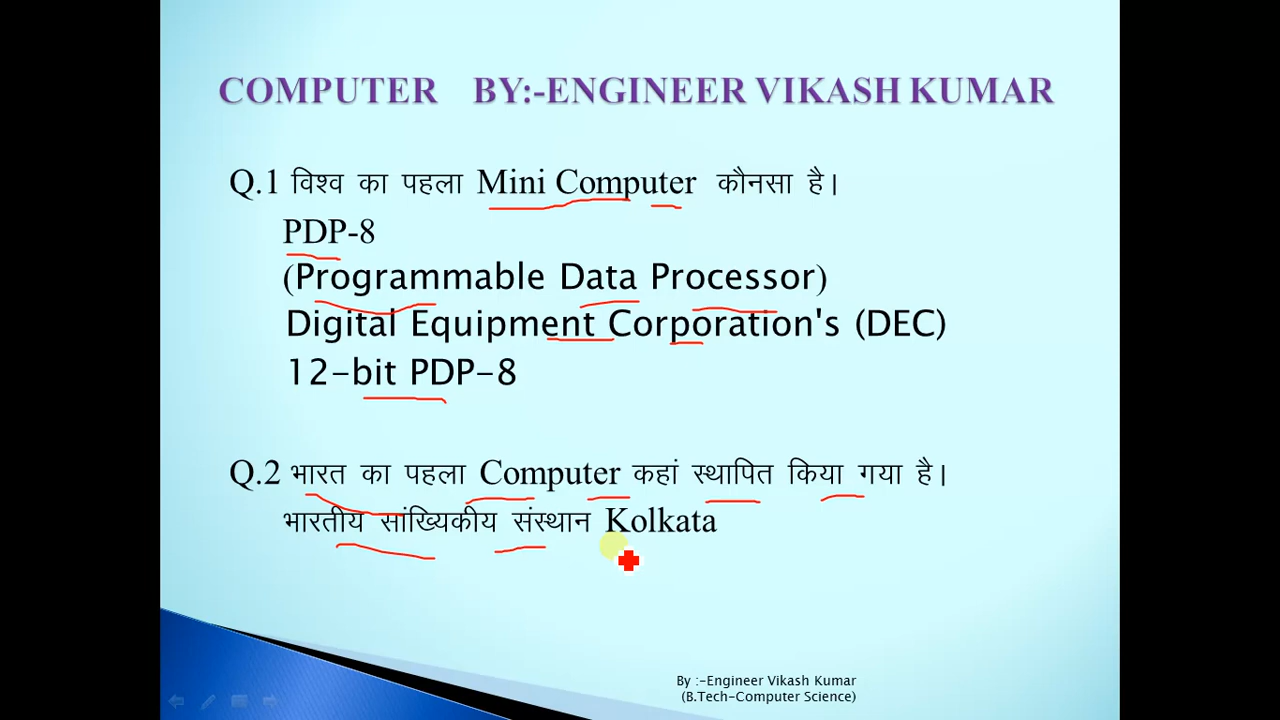 COMPUTER BY:-ENGINEER VIKASH KUMAR
Q.1 विश्व का पहला Mini Computer कौनसा है।
PDP-8
(Programmable Data Processor)
Digital Equipment Corporation's (DEC)
12-bit PDP-8
Q.2 भारत का पहला Computer कहां स्थापित किया गया है।
भारतीय सांख्यिकीय संस्थान Kolkata
By :-Engineer Vikash Kumar
(B.Tech-Computer Science)